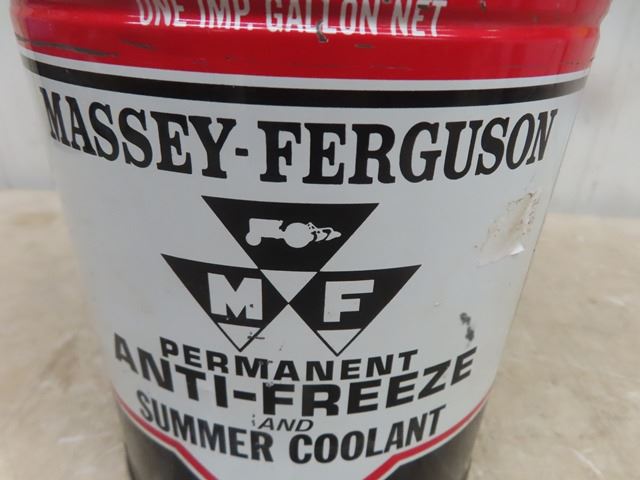 ONE IMP. GALLON NET
MASSEY-FERGUSON
M F
PERMANENT
ANTI-FREEZE
AND
SUMMER COOLANT